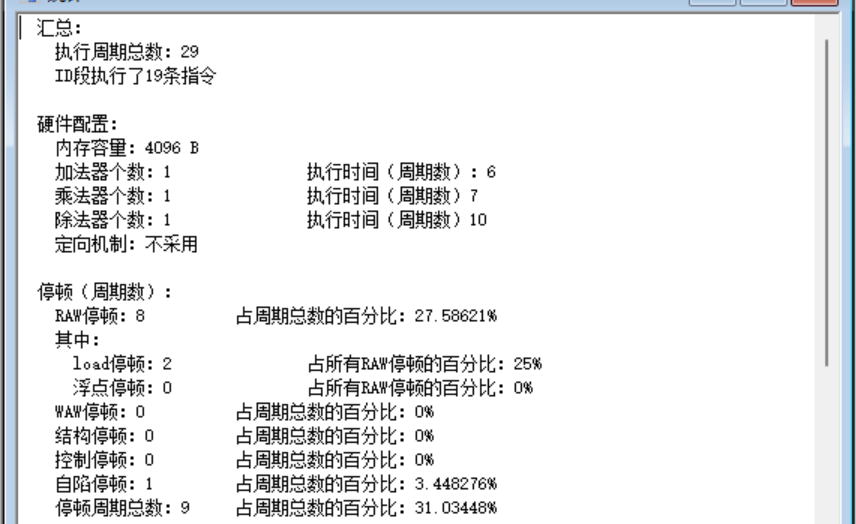 汇总:
执行周期总数: 29
ID段执行了19条指令
硬件配置:
内存容量: 4096 B
加法器个数: 1 执行时间（周期数）: 6
乘法器个数: 1 执行时间（周期数）7
除法器个数: 1 执行时间（周期数）10
定向机制: 不采用
停顿（周期数）:
RAW停顿: 8 占周期总数的百分比: 27.58621%
其中:
load停顿: 2 占所有RAW停顿的百分比: 25%
浮点停顿: 0 占所有RAW停顿的百分比: 0%
WAW停顿: 0 占周期总数的百分比: 0%
结构停顿: 0 占周期总数的百分比: 0%
控制停顿: 0 占周期总数的百分比: 0%
自陷停顿: 1 占周期总数的百分比: 3.448276%
停顿周期总数: 9 占周期总数的百分比: 31.03448%